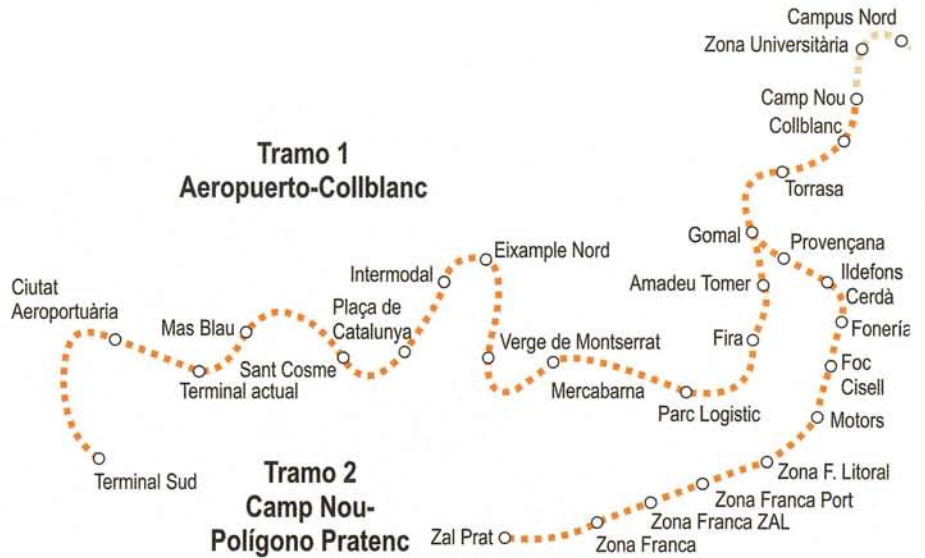 Campus Nord
Zona Universitària
Camp Nou
Collblanc
Tramo 1
Aeropuerto-Collblanc
Torrasa
Gomal
Provençana
Eixample Nord
Intermodal
Ildefons
Cerdà
Amadeu Tomer
Ciutat
Aeroportuària
Plaça de
Catalunya
Mas Blau
Fonería
Fira
Verge de Montserrat
Sant Cosme
Foc
Cisell
Terminal actual
Mercabarna
Parc Logistic
Motors
Terminal Sud
Tramo 2
Camp Nou-
Polígono Pratenc
Zona F. Litoral
Zona Franca Port
Zona Franca ZAL
Zal Prat
Zona Franca